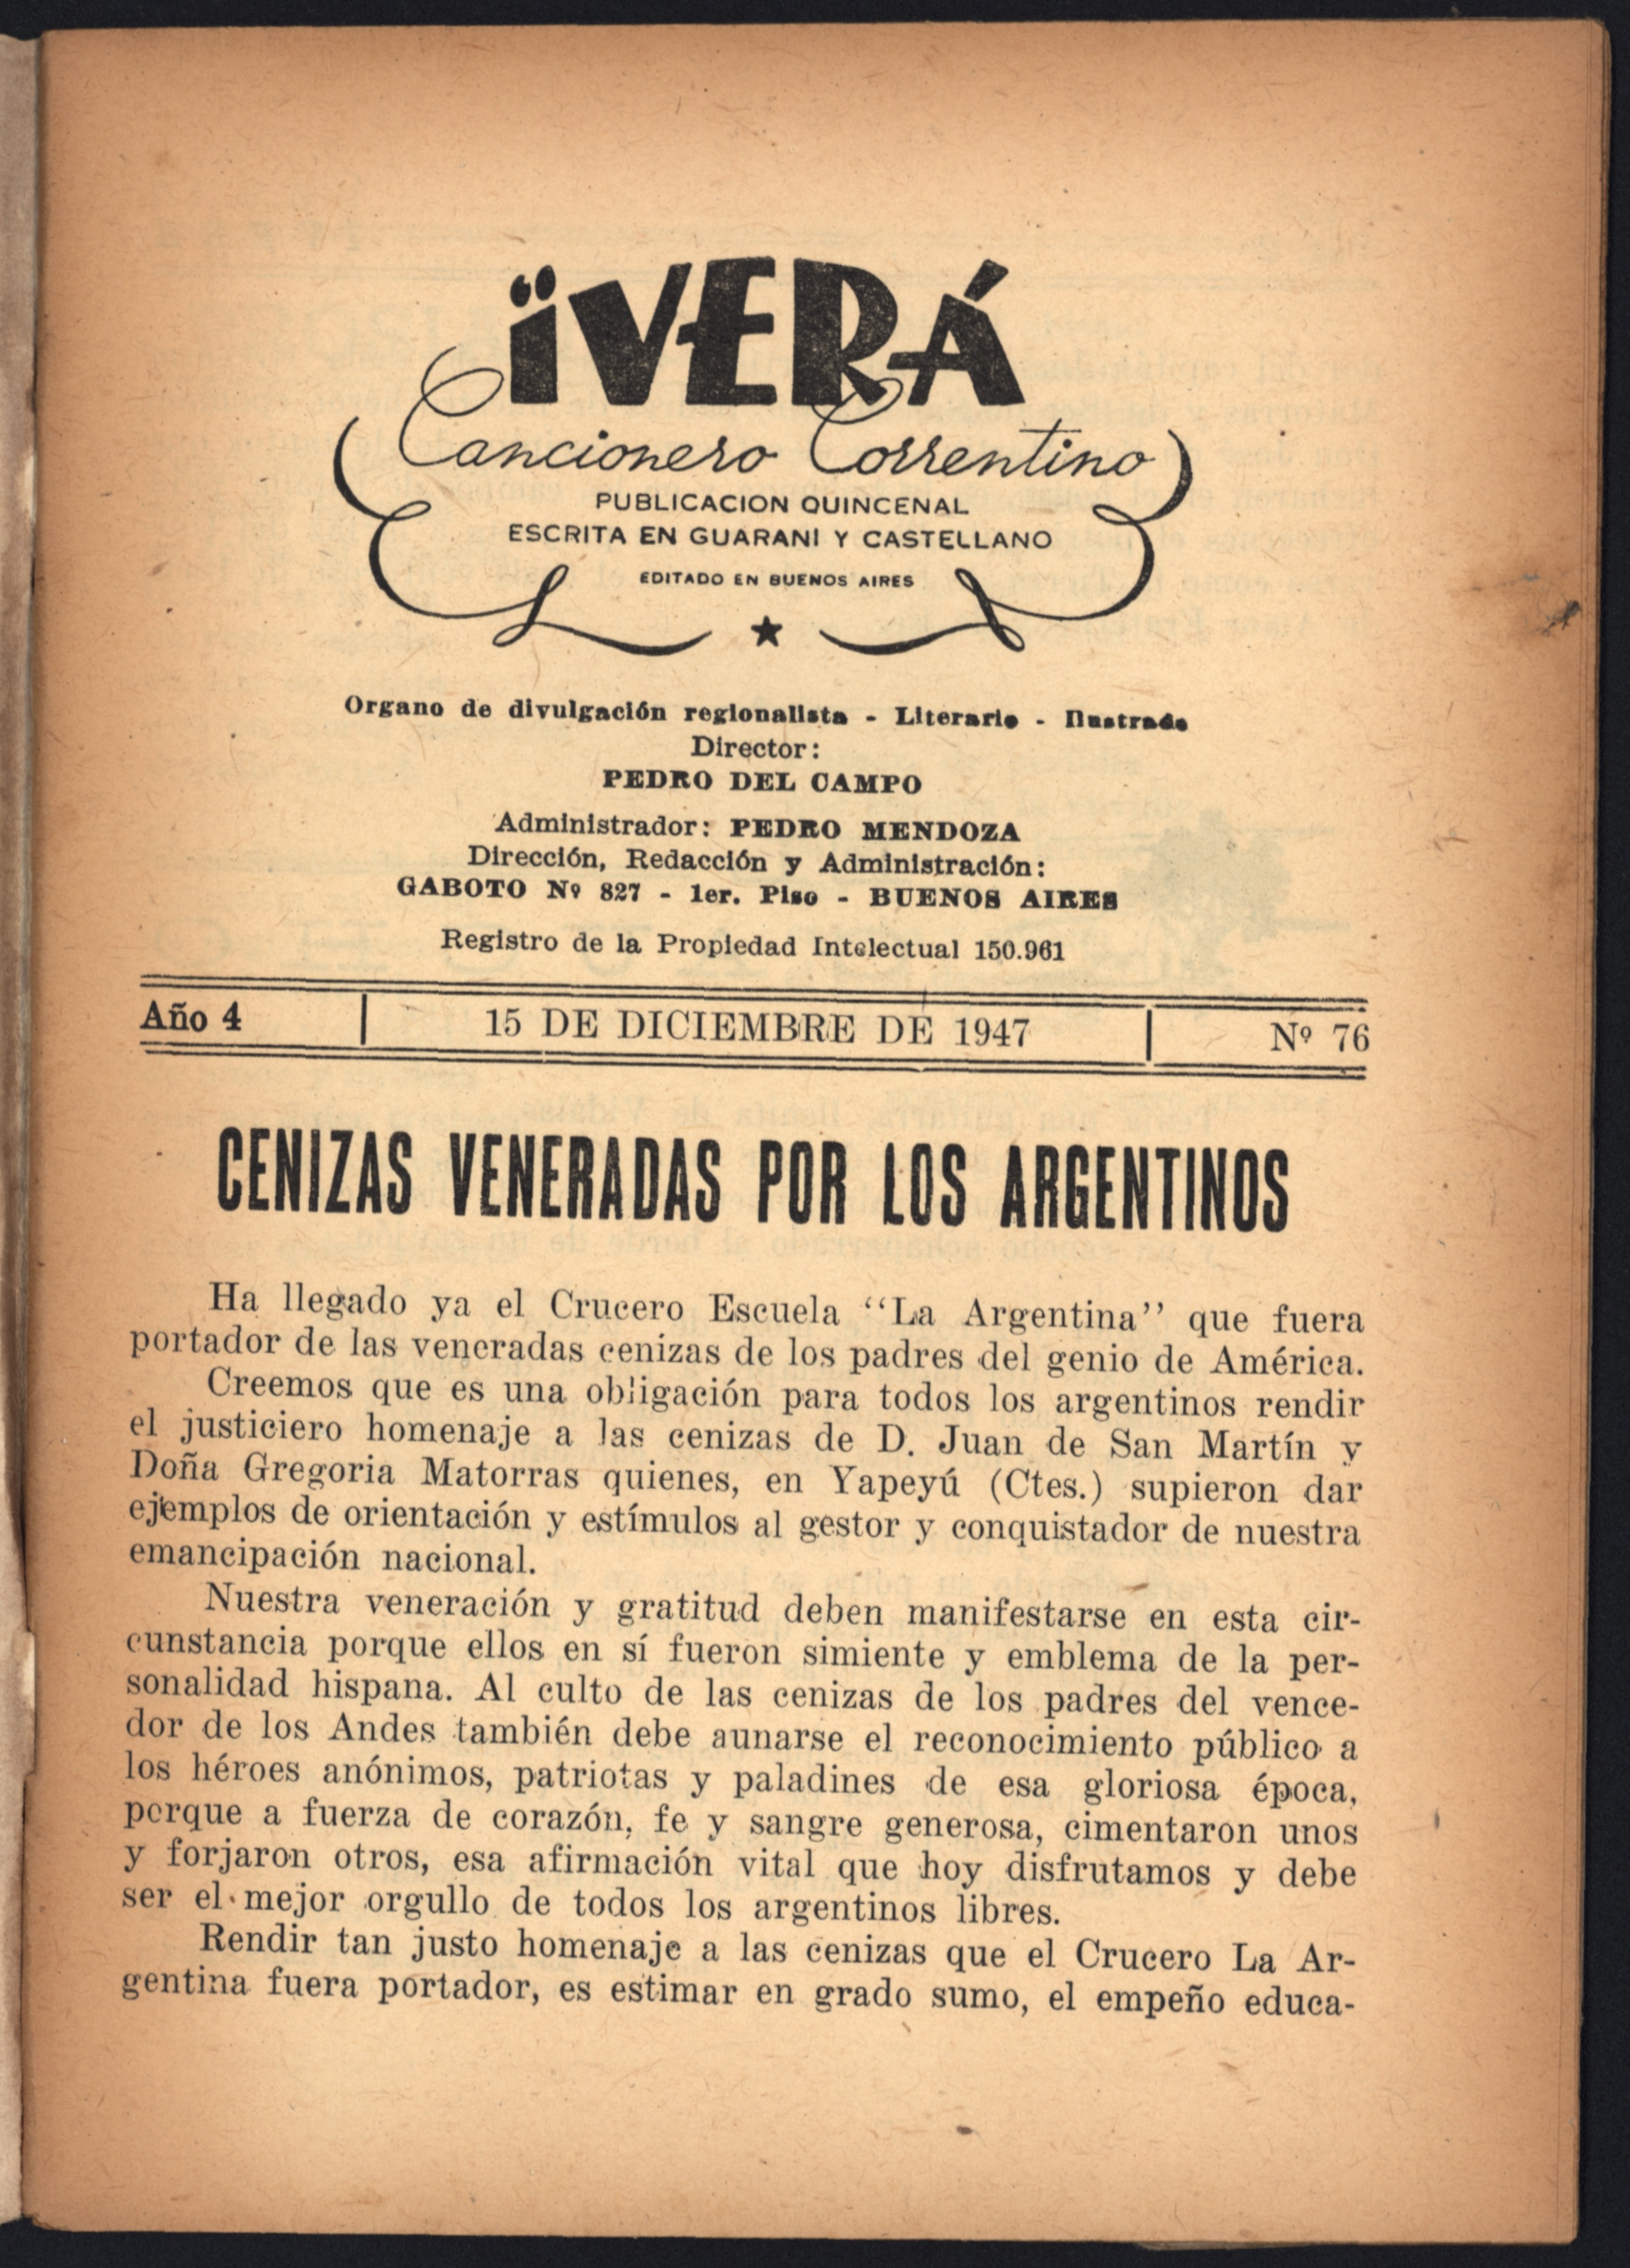 ÏVERÁ
Cancionero Correntino
PUBLICACION QUINCENAL
ESCRITA EN GUARANI Y CASTELLANO
EDITADO EN BUENOS AIRES
Organo de divulgación regionalista - Literario - Ilustrado
Director:
PEDRO DEL CAMPO
Administrador: PEDRO MENDOZA
Dirección, Redacción y Administración:
GABOTO Nº 827 - 1er. Piso - BUENOS AIRES
Registro de la Propiedad Intelectual 150.961
Año 4 | 15 DE DICIEMBRE DE 1947 | Nº 76
CENIZAS VENERADAS POR LOS ARGENTINOS
Ha llegado ya el Crucero Escuela “La Argentina” que fuera
portador de las veneradas cenizas de los padres del genio de América.
Creemos que es una obligación para todos los argentinos rendir
el justiciero homenaje a las cenizas de D. Juan de San Martín y
Doña Gregoria Matorras quienes, en Yapeyú (Ctes.) supieron dar
ejemplos de orientación y estímulos al gestor y conquistador de nuestra
emancipación nacional.
Nuestra veneración y gratitud deben manifestarse en esta cir-
cunstancia porque ellos en sí fueron simiente y emblema de la per-
sonalidad hispana. Al culto de las cenizas de los padres del vence-
dor de los Andes también debe aunarse el reconocimiento público a
los héroes anónimos, patriotas y paladines de esa gloriosa época,
porque a fuerza de corazón, fe y sangre generosa, cimentaron unos
y forjaron otros, esa afirmación vital que hoy disfrutamos y debe
ser el mejor orgullo de todos los argentinos libres.
Rendir tan justo homenaje a las cenizas que el Crucero La Ar-
gentina fuera portador, es estimar en grado sumo, el empeño educa-